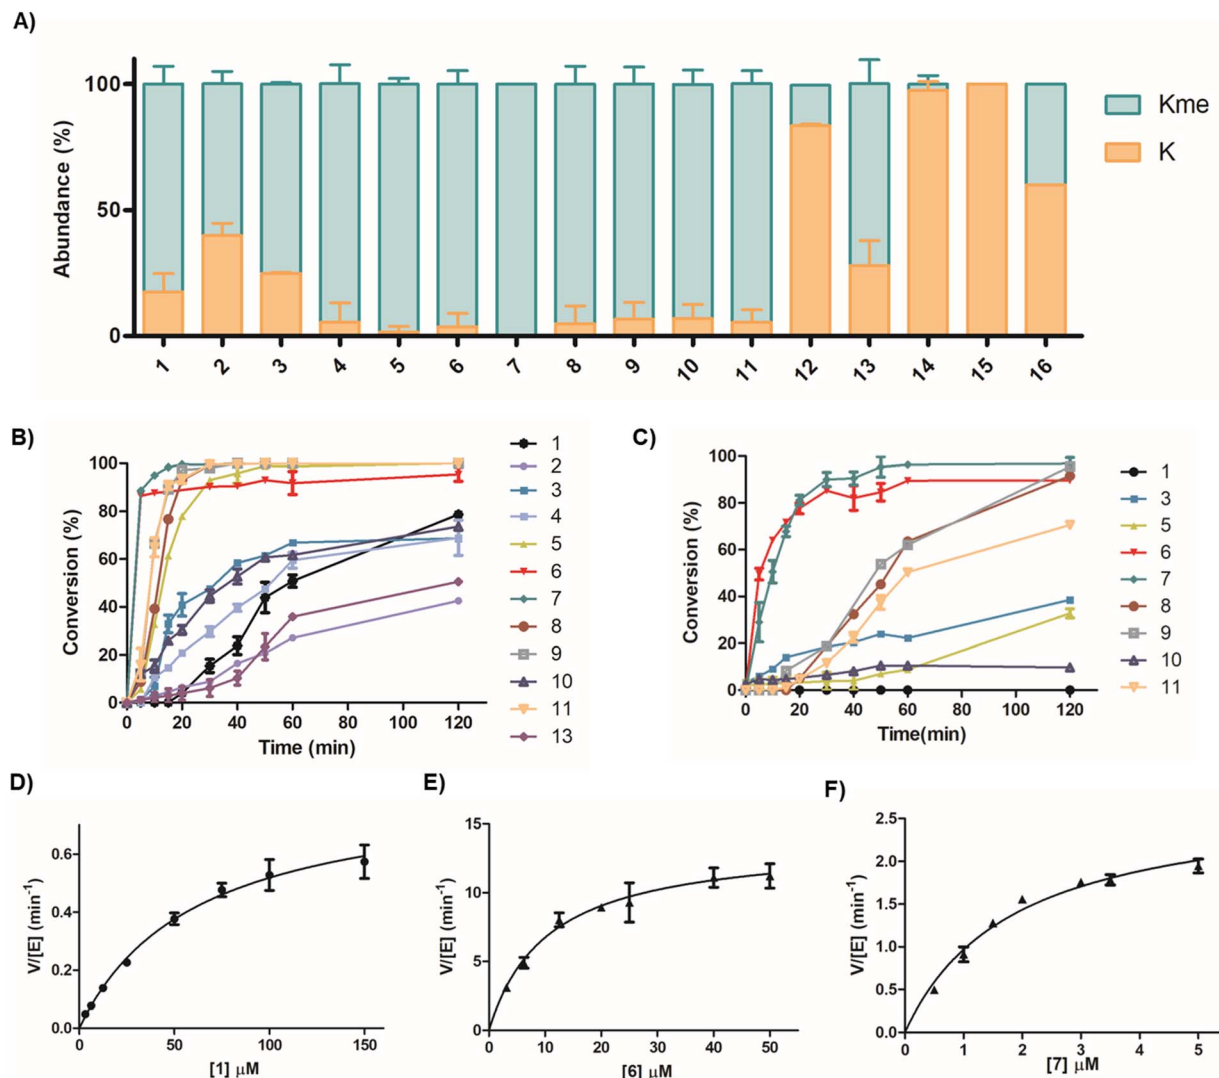 A)
Abundance (%)
100
50
0
1 2 3 4 5 6 7 8 9 10 11 12 13 14 15 16
Kme
K
B)
Conversion (%)
100
80
60
40
20
0
0 20 40 60 80 100 120
Time (min)
1
2
3
4
5
6
7
8
9
10
11
13
C)
Conversion (%)
100
80
60
40
20
0
0 20 40 60 80 100 120
Time(min)
1
3
5
6
7
8
9
10
11
D)
V/[E] (min⁻¹)
0.6
0.4
0.2
0.0
0 50 100 150
[1] µM
E)
V/[E] (min⁻¹)
15
10
5
0
0 10 20 30 40 50
[6] µM
F)
V/[E] (min⁻¹)
2.5
2.0
1.5
1.0
0.5
0.0
0 1 2 3 4 5
[7] µM